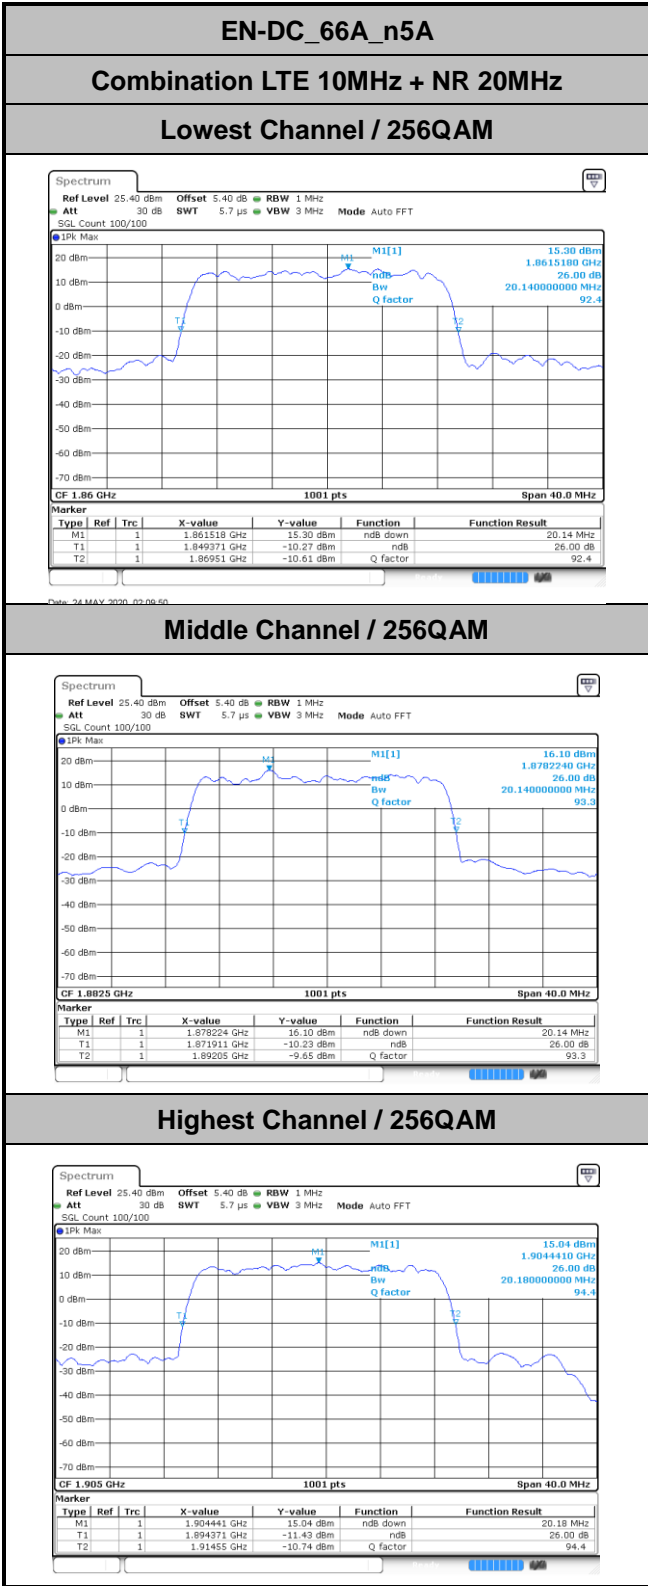 EN-DC_66A_n5A
Combination LTE 10MHz + NR 20MHz
Lowest Channel / 256QAM
Spectrum
Ref Level 25.40 dBm Offset 5.40 dB RBW 1 MHz
Att 30 dB SWT 5.7 µs VBW 3 MHz Mode Auto FFT
SGL Count 100/100
1Pk Max
M1[1] 15.30 dBm
1.8615180 GHz
ndB 26.00 dB
Bw 20.140000000 MHz
Q factor 92.4
M1
T1
T2
20 dBm
10 dBm
0 dBm
-10 dBm
-20 dBm
-30 dBm
-40 dBm
-50 dBm
-60 dBm
-70 dBm
CF 1.86 GHz 1001 pts Span 40.0 MHz
Marker
Type Ref Trc X-value Y-value Function Function Result
M1 1 1.861518 GHz 15.30 dBm ndB down 20.14 MHz
T1 1 1.849371 GHz -10.27 dBm ndB 26.00 dB
T2 1 1.86951 GHz -10.61 dBm Q factor 92.4
Date: 24 MAY 2020 02:09:50
Middle Channel / 256QAM
Spectrum
Ref Level 25.40 dBm Offset 5.40 dB RBW 1 MHz
Att 30 dB SWT 5.7 µs VBW 3 MHz Mode Auto FFT
SGL Count 100/100
1Pk Max
M1[1] 16.10 dBm
1.8782240 GHz
ndB 26.00 dB
Bw 20.140000000 MHz
Q factor 93.3
M1
T1
T2
20 dBm
10 dBm
0 dBm
-10 dBm
-20 dBm
-30 dBm
-40 dBm
-50 dBm
-60 dBm
-70 dBm
CF 1.8825 GHz 1001 pts Span 40.0 MHz
Marker
Type Ref Trc X-value Y-value Function Function Result
M1 1 1.878224 GHz 16.10 dBm ndB down 20.14 MHz
T1 1 1.871911 GHz -10.23 dBm ndB 26.00 dB
T2 1 1.89205 GHz -9.65 dBm Q factor 93.3
Highest Channel / 256QAM
Spectrum
Ref Level 25.40 dBm Offset 5.40 dB RBW 1 MHz
Att 30 dB SWT 5.7 µs VBW 3 MHz Mode Auto FFT
SGL Count 100/100
1Pk Max
M1[1] 15.04 dBm
1.9044410 GHz
ndB 26.00 dB
Bw 20.180000000 MHz
Q factor 94.4
M1
T1
T2
20 dBm
10 dBm
0 dBm
-10 dBm
-20 dBm
-30 dBm
-40 dBm
-50 dBm
-60 dBm
-70 dBm
CF 1.905 GHz 1001 pts Span 40.0 MHz
Marker
Type Ref Trc X-value Y-value Function Function Result
M1 1 1.904441 GHz 15.04 dBm ndB down 20.18 MHz
T1 1 1.894371 GHz -11.43 dBm ndB 26.00 dB
T2 1 1.91455 GHz -10.74 dBm Q factor 94.4